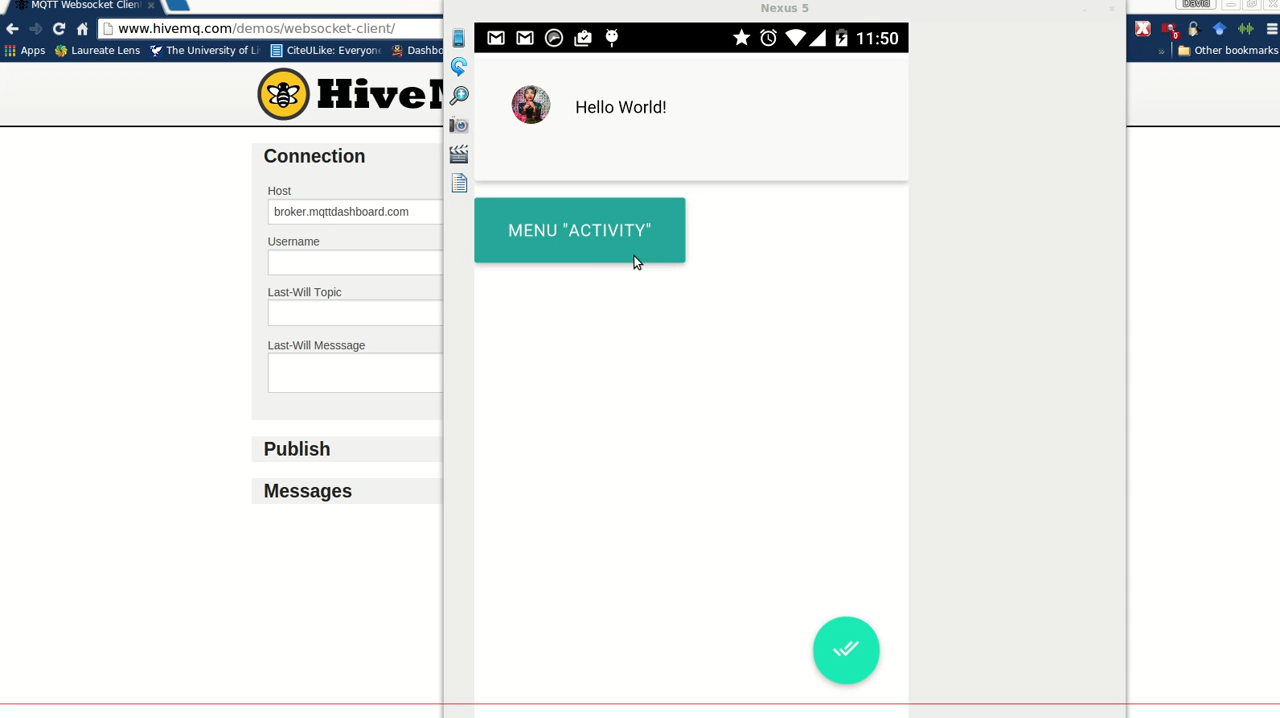 MQTT Websocket Client
Nexus 5
David
www.hivemq.com/demos/websocket-client/
Apps
Laureate Lens
The University of Li
CiteULike: Everyone
Dashbo
Other bookmarks
11:50
HiveM
Hello World!
Connection
Host
broker.mqttdashboard.com
Username
MENU "ACTIVITY"
Last-Will Topic
Last-Will Messsage
Publish
Messages